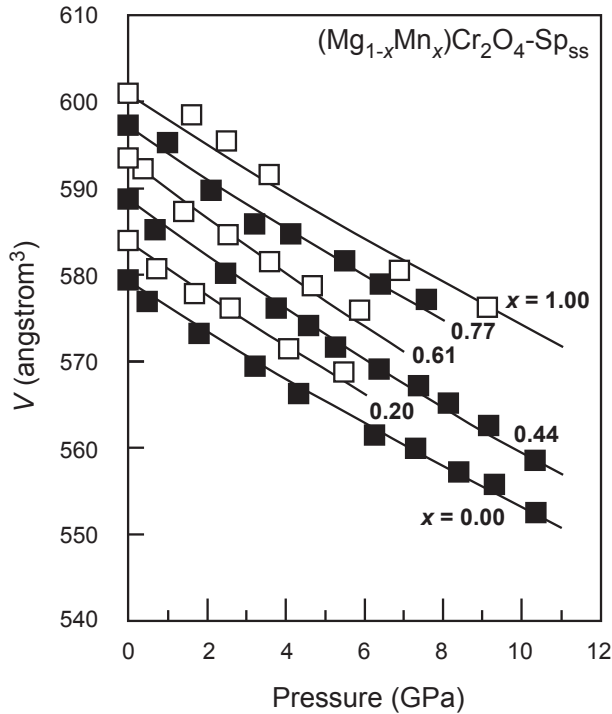 610
(Mg1-xMn x)Cr2O4-Spss
600
590
580
570
560
550
540
V (angstrom3)
x = 1.00
0.77
0.61
0.20
0.44
x = 0.00
0 2 4 6 8 10 12
Pressure (GPa)